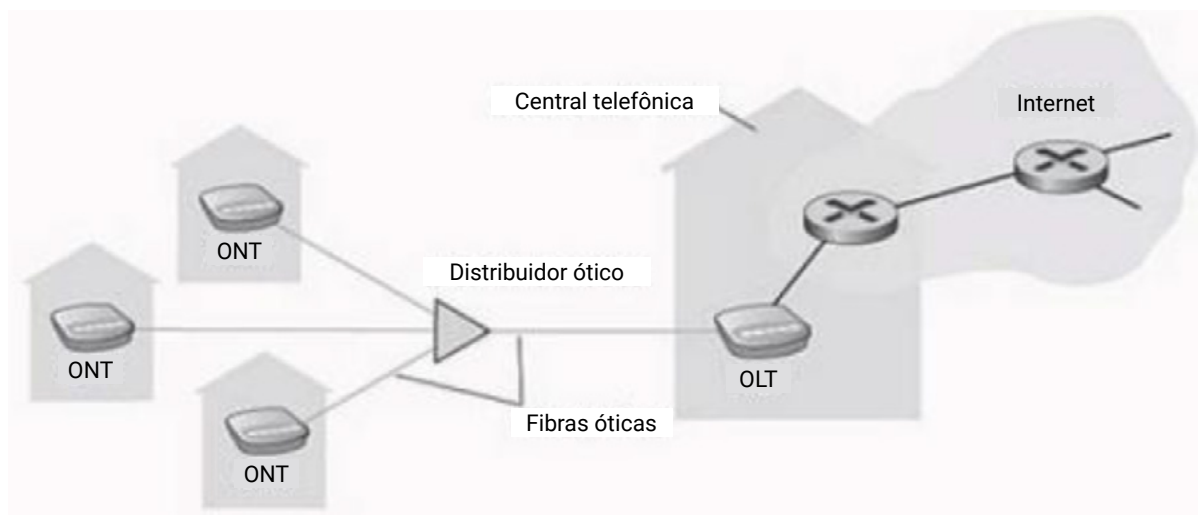 Central telefônica
Internet
ONT
Distribuidor ótico
ONT
OLT
Fibras óticas
ONT